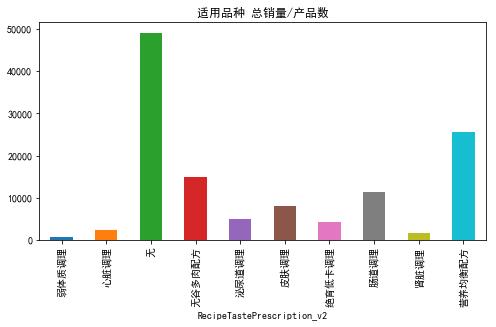 适用品种 总销量/产品数
50000
40000
30000
20000
10000
0
弱体质调理
心脏调理
无
无谷多肉配方
泌尿道调理
皮肤调理
绝育低卡调理
肠道调理
肾脏调理
营养均衡配方
RecipeTastePrescription_v2